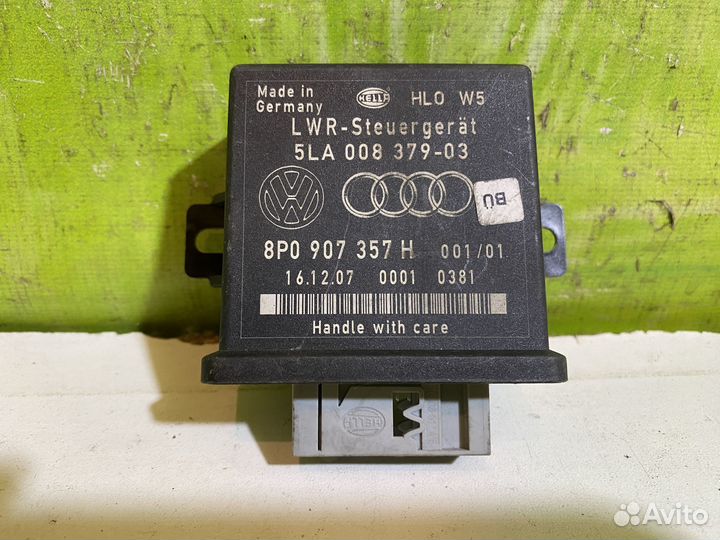 Made in
Germany
HELLA
HLO W5
LWR-Steuergerät
5LA 008 379-03
BÜ
8P0 907 357 H 001/01
16.12.07 0001 0381
Handle with care
HELLA
Avito